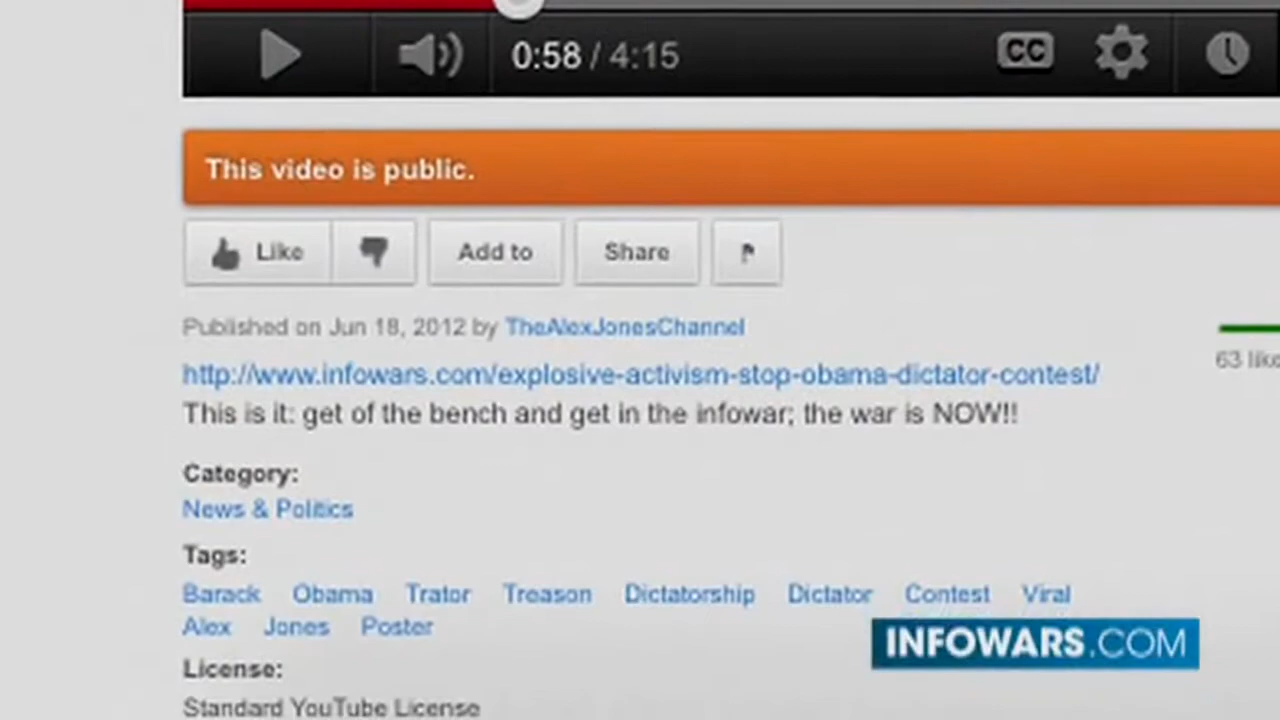 0:58 / 4:15
CC
This video is public.
Like
Add to
Share
Published on Jun 18, 2012 by TheAlexJonesChannel
63 lik
http://www.infowars.com/explosive-activism-stop-obama-dictator-contest/
This is it: get of the bench and get in the infowar; the war is NOW!!
Category:
News & Politics
Tags:
Barack Obama Trator Treason Dictatorship Dictator Contest Viral
Alex Jones Poster
INFOWARS.COM
License:
Standard YouTube License